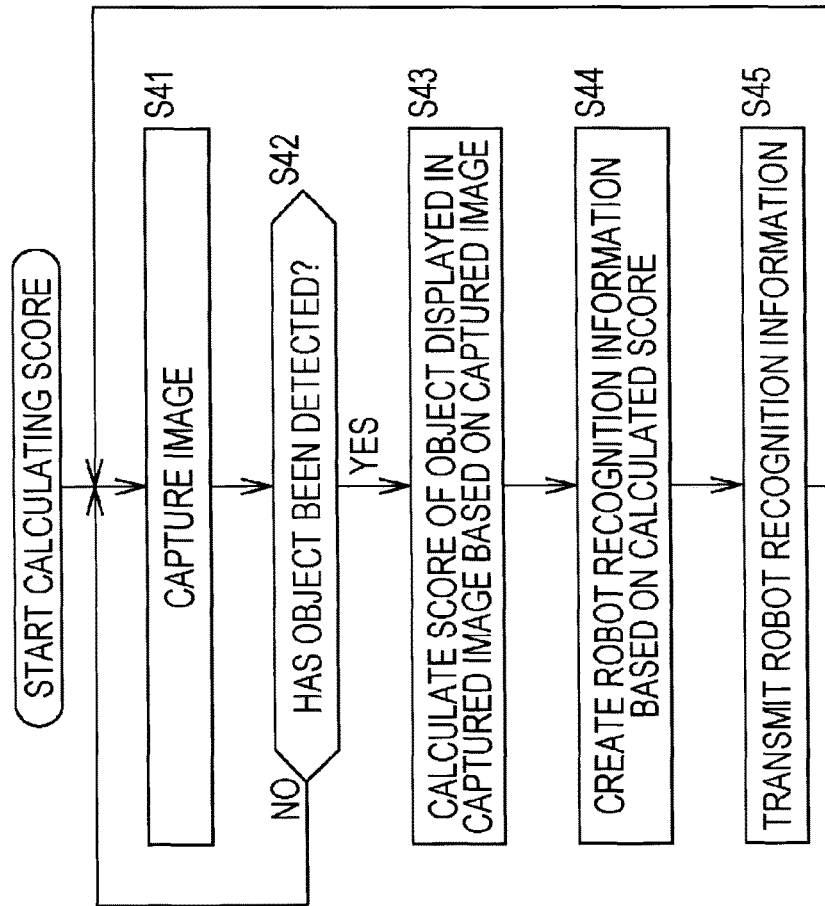 START CALCULATING SCORE
CAPTURE IMAGE
S41
HAS OBJECT BEEN DETECTED?
S42
NO
YES
CALCULATE SCORE OF OBJECT DISPLAYED IN
CAPTURED IMAGE BASED ON CAPTURED IMAGE
S43
CREATE ROBOT RECOGNITION INFORMATION
BASED ON CALCULATED SCORE
S44
TRANSMIT ROBOT RECOGNITION INFORMATION
S45